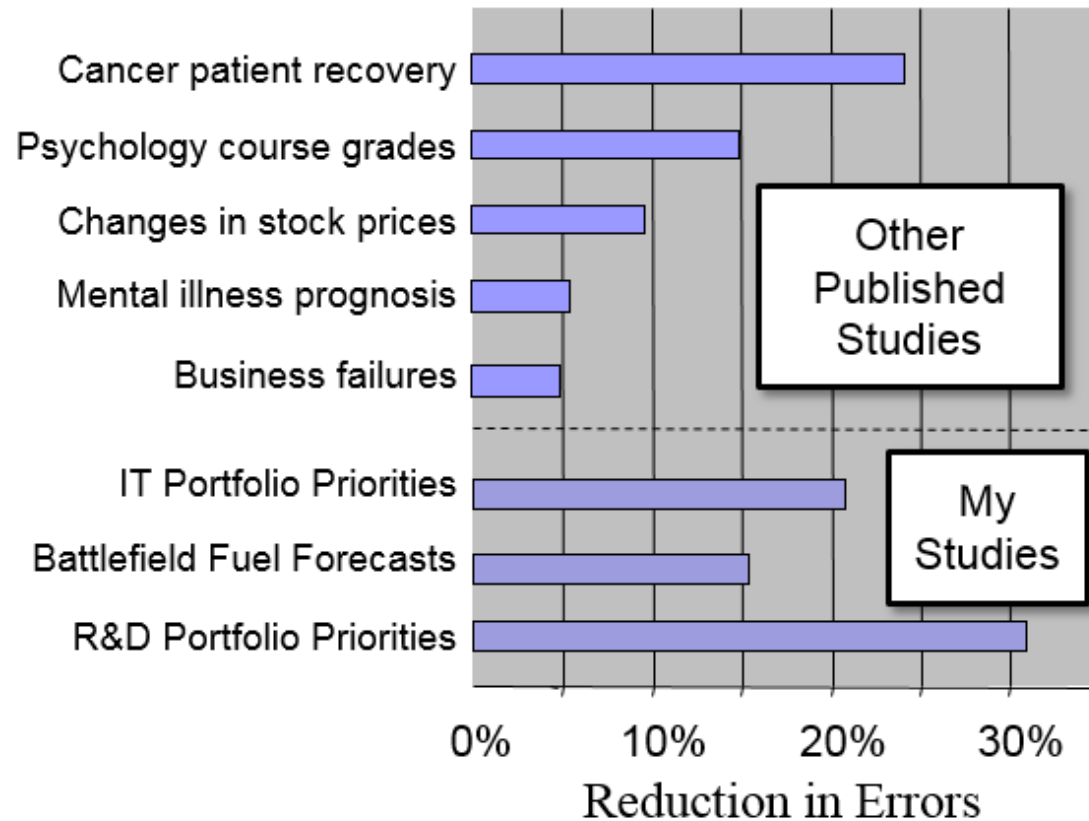 Cancer patient recovery
Psychology course grades
Changes in stock prices
Mental illness prognosis
Business failures
Other
Published
Studies
IT Portfolio Priorities
Battlefield Fuel Forecasts
R&D Portfolio Priorities
My
Studies
0% 10% 20% 30%
Reduction in Errors